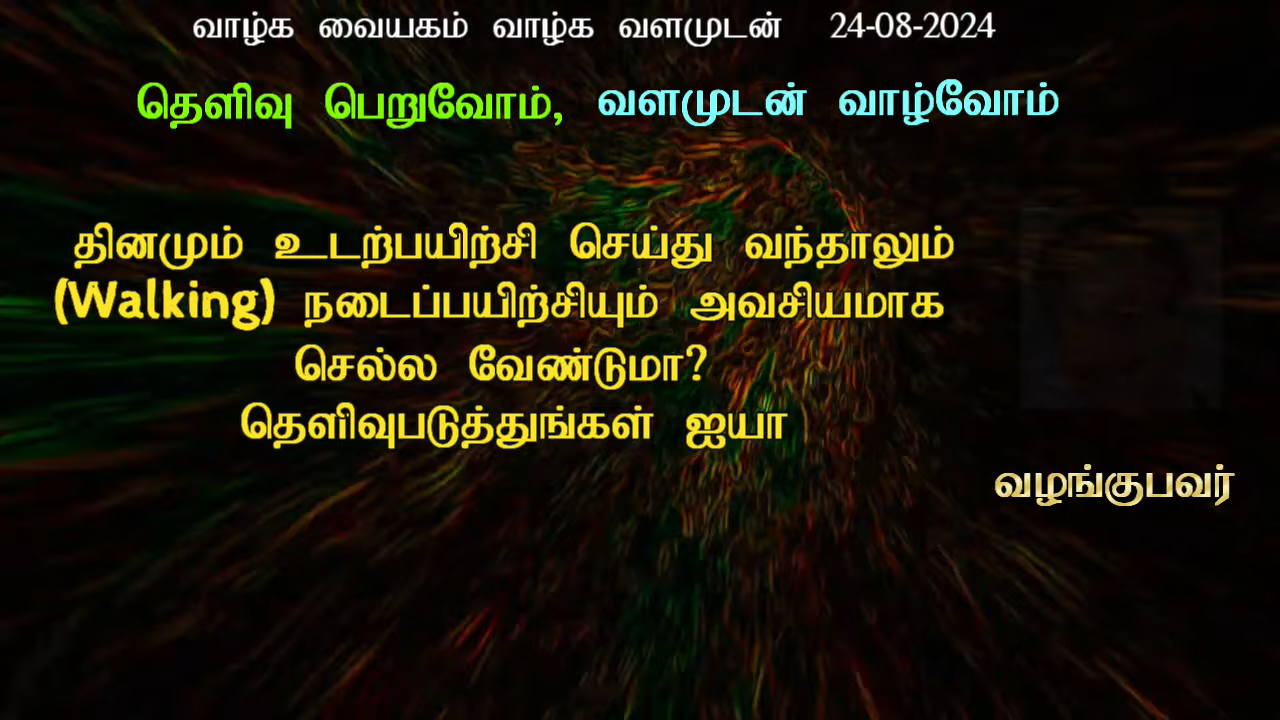 வாழ்க வையகம் வாழ்க வளமுடன் 24-08-2024
தெளிவு பெறுவோம், வளமுடன் வாழ்வோம்
தினமும் உடற்பயிற்சி செய்து வந்தாலும்
(Walking) நடைப்பயிற்சியும் அவசியமாக
செல்ல வேண்டுமா?
தெளிவுபடுத்துங்கள் ஐயா
வழங்குபவர்